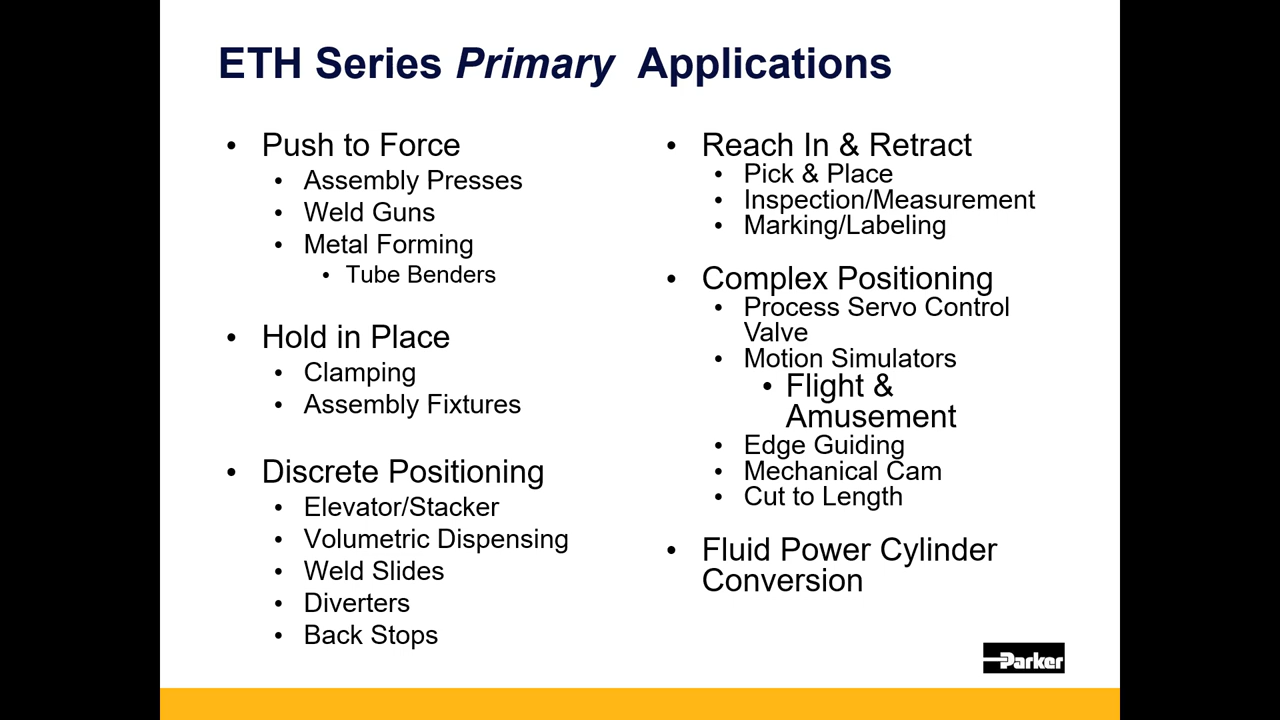 ETH Series Primary Applications
• Push to Force
• Assembly Presses
• Weld Guns
• Metal Forming
• Tube Benders
• Hold in Place
• Clamping
• Assembly Fixtures
• Discrete Positioning
• Elevator/Stacker
• Volumetric Dispensing
• Weld Slides
• Diverters
• Back Stops
• Reach In & Retract
• Pick & Place
• Inspection/Measurement
• Marking/Labeling
• Complex Positioning
• Process Servo Control
Valve
• Motion Simulators
• Flight &
Amusement
• Edge Guiding
• Mechanical Cam
• Cut to Length
• Fluid Power Cylinder
Conversion
Parker